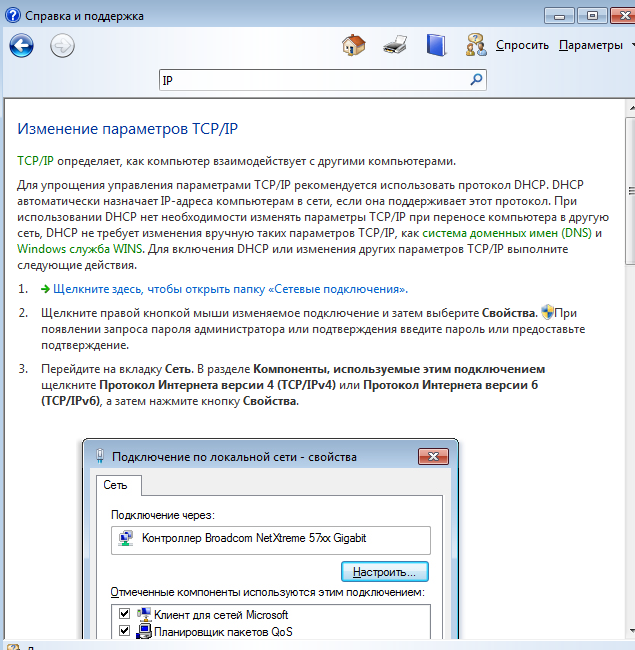 Справка и поддержка
Спросить Параметры
IP
Изменение параметров TCP/IP
TCP/IP определяет, как компьютер взаимодействует с другими компьютерами.
Для упрощения управления параметрами TCP/IP рекомендуется использовать протокол DHCP. DHCP
автоматически назначает IP-адреса компьютерам в сети, если она поддерживает этот протокол. При
использовании DHCP нет необходимости изменять параметры TCP/IP при переносе компьютера в другую
сеть, DHCP не требует изменения вручную таких параметров TCP/IP, как система доменных имен (DNS) и
Windows служба WINS. Для включения DHCP или изменения других параметров TCP/IP выполните
следующие действия.
1. Щелкните здесь, чтобы открыть папку «Сетевые подключения».
2. Щелкните правой кнопкой мыши изменяемое подключение и затем выберите Свойства. При
появлении запроса пароля администратора или подтверждения введите пароль или предоставьте
подтверждение.
3. Перейдите на вкладку Сеть. В разделе Компоненты, используемые этим подключением
щелкните Протокол Интернета версии 4 (TCP/IPv4) или Протокол Интернета версии 6
(TCP/IPv6), а затем нажмите кнопку Свойства.
Подключение по локальной сети - свойства
Сеть
Подключение через:
Контроллер Broadcom NetXtreme 57xx Gigabit
Настроить...
Отмеченные компоненты используются этим подключением:
Клиент для сетей Microsoft
Планировщик пакетов QoS